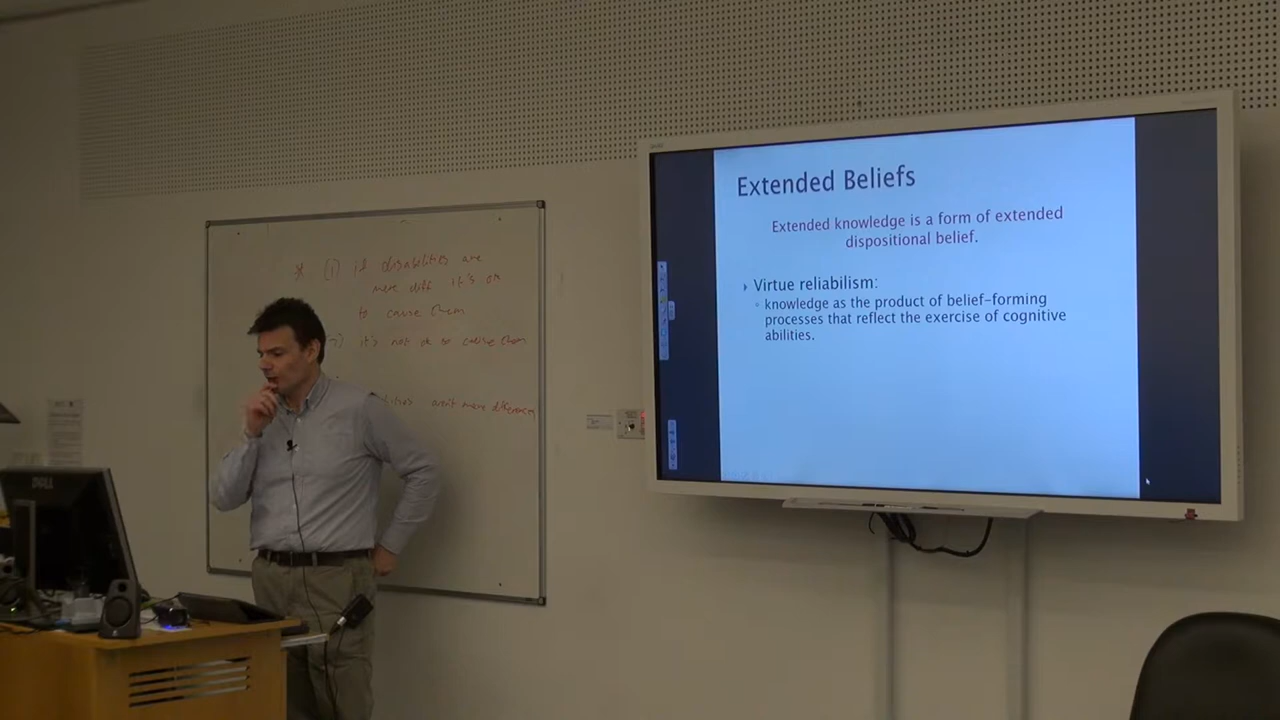 * (1) if disabilities are
mere diff it's ok
to cause them
it's not ok to cause them
aren't mere differences
DELL
Extended Beliefs
Extended knowledge is a form of extended
dispositional belief.
Virtue reliabilism:
knowledge as the product of belief-forming
processes that reflect the exercise of cognitive
abilities.